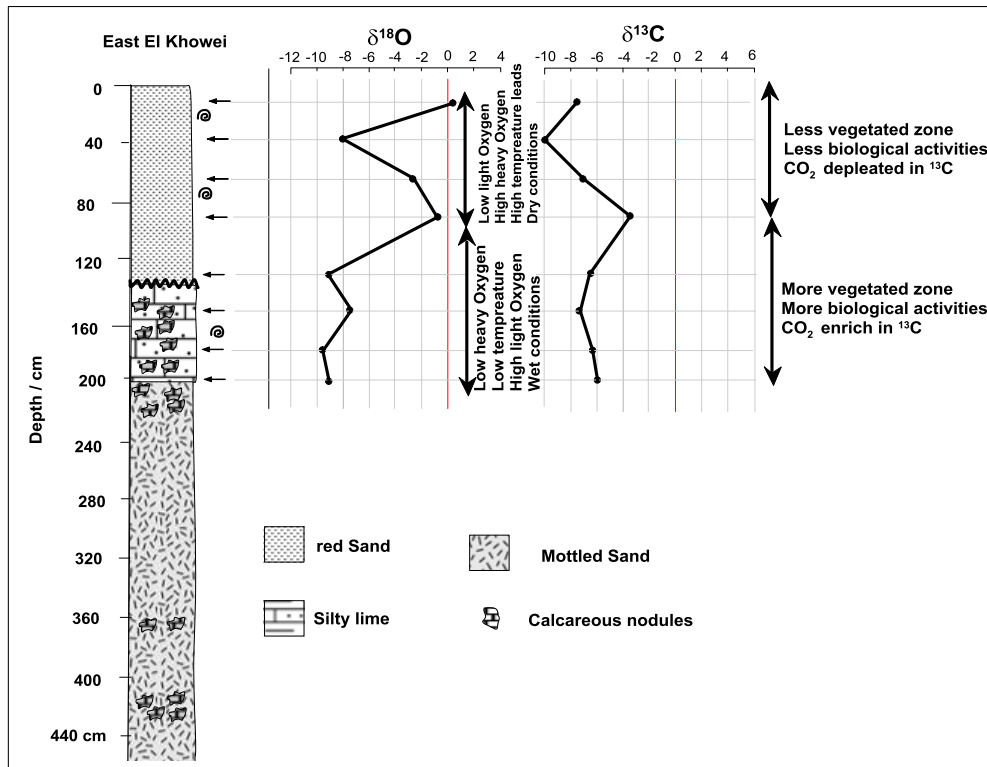 East El Khowei
δ18O
δ13C
-12 -10 -8 -6 -4 -2 0 2 4
-10 -8 -6 -4 -2 0 2 4 6
0
40
80
120
160
200
240
280
320
360
400
440 cm
Depth / cm
Low light Oxygen
High heavy Oxygen
High tempreature leads
Dry conditions
Low heavy Oxygen
Low temperature
High light Oxygen
Wet conditions
Less vegetated zone
Less biological activities
CO2 depleated in 13C
More vegetated zone
More biological activities
CO2 enrich in 13C
red Sand
Mottled Sand
Silty lime
Calcareous nodules